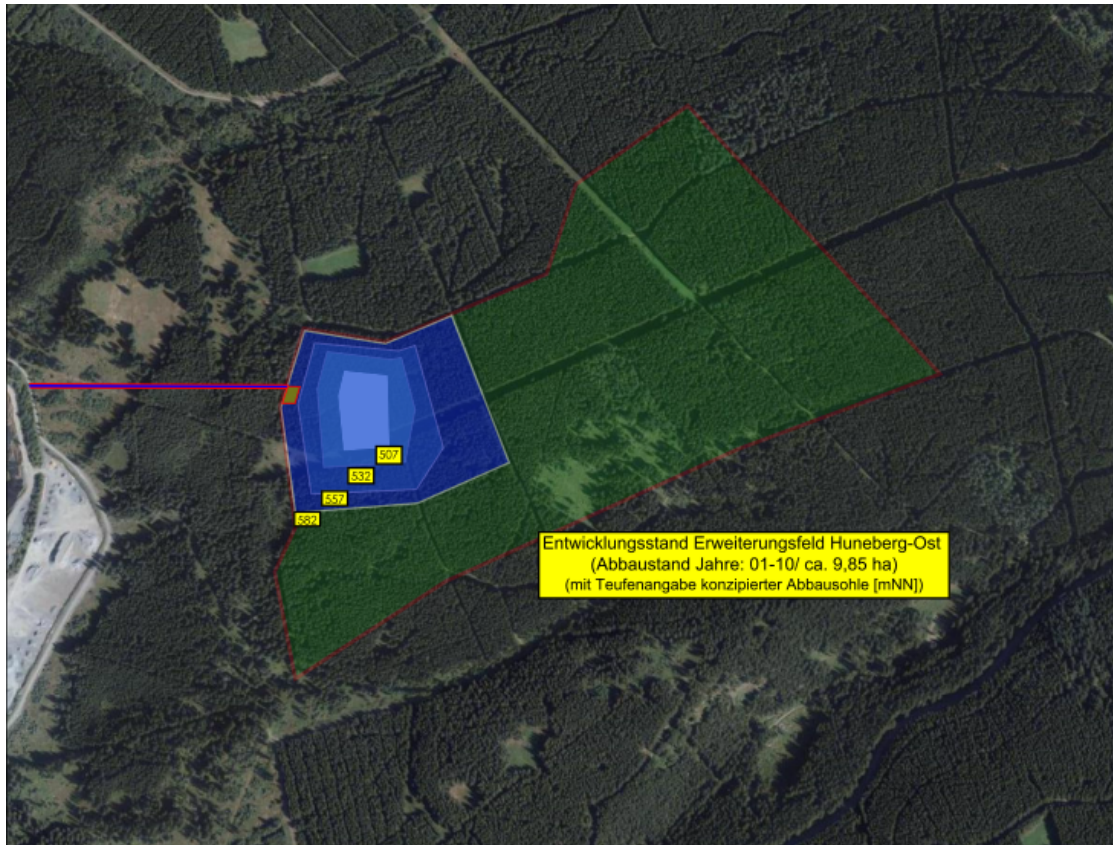 507
532
557
582
Entwicklungsstand Erweiterungsfeld Huneberg-Ost
(Abbaustand Jahre: 01-10/ ca. 9,85 ha)
(mit Teufenangabe konzipierter Abbausohle [mNN])